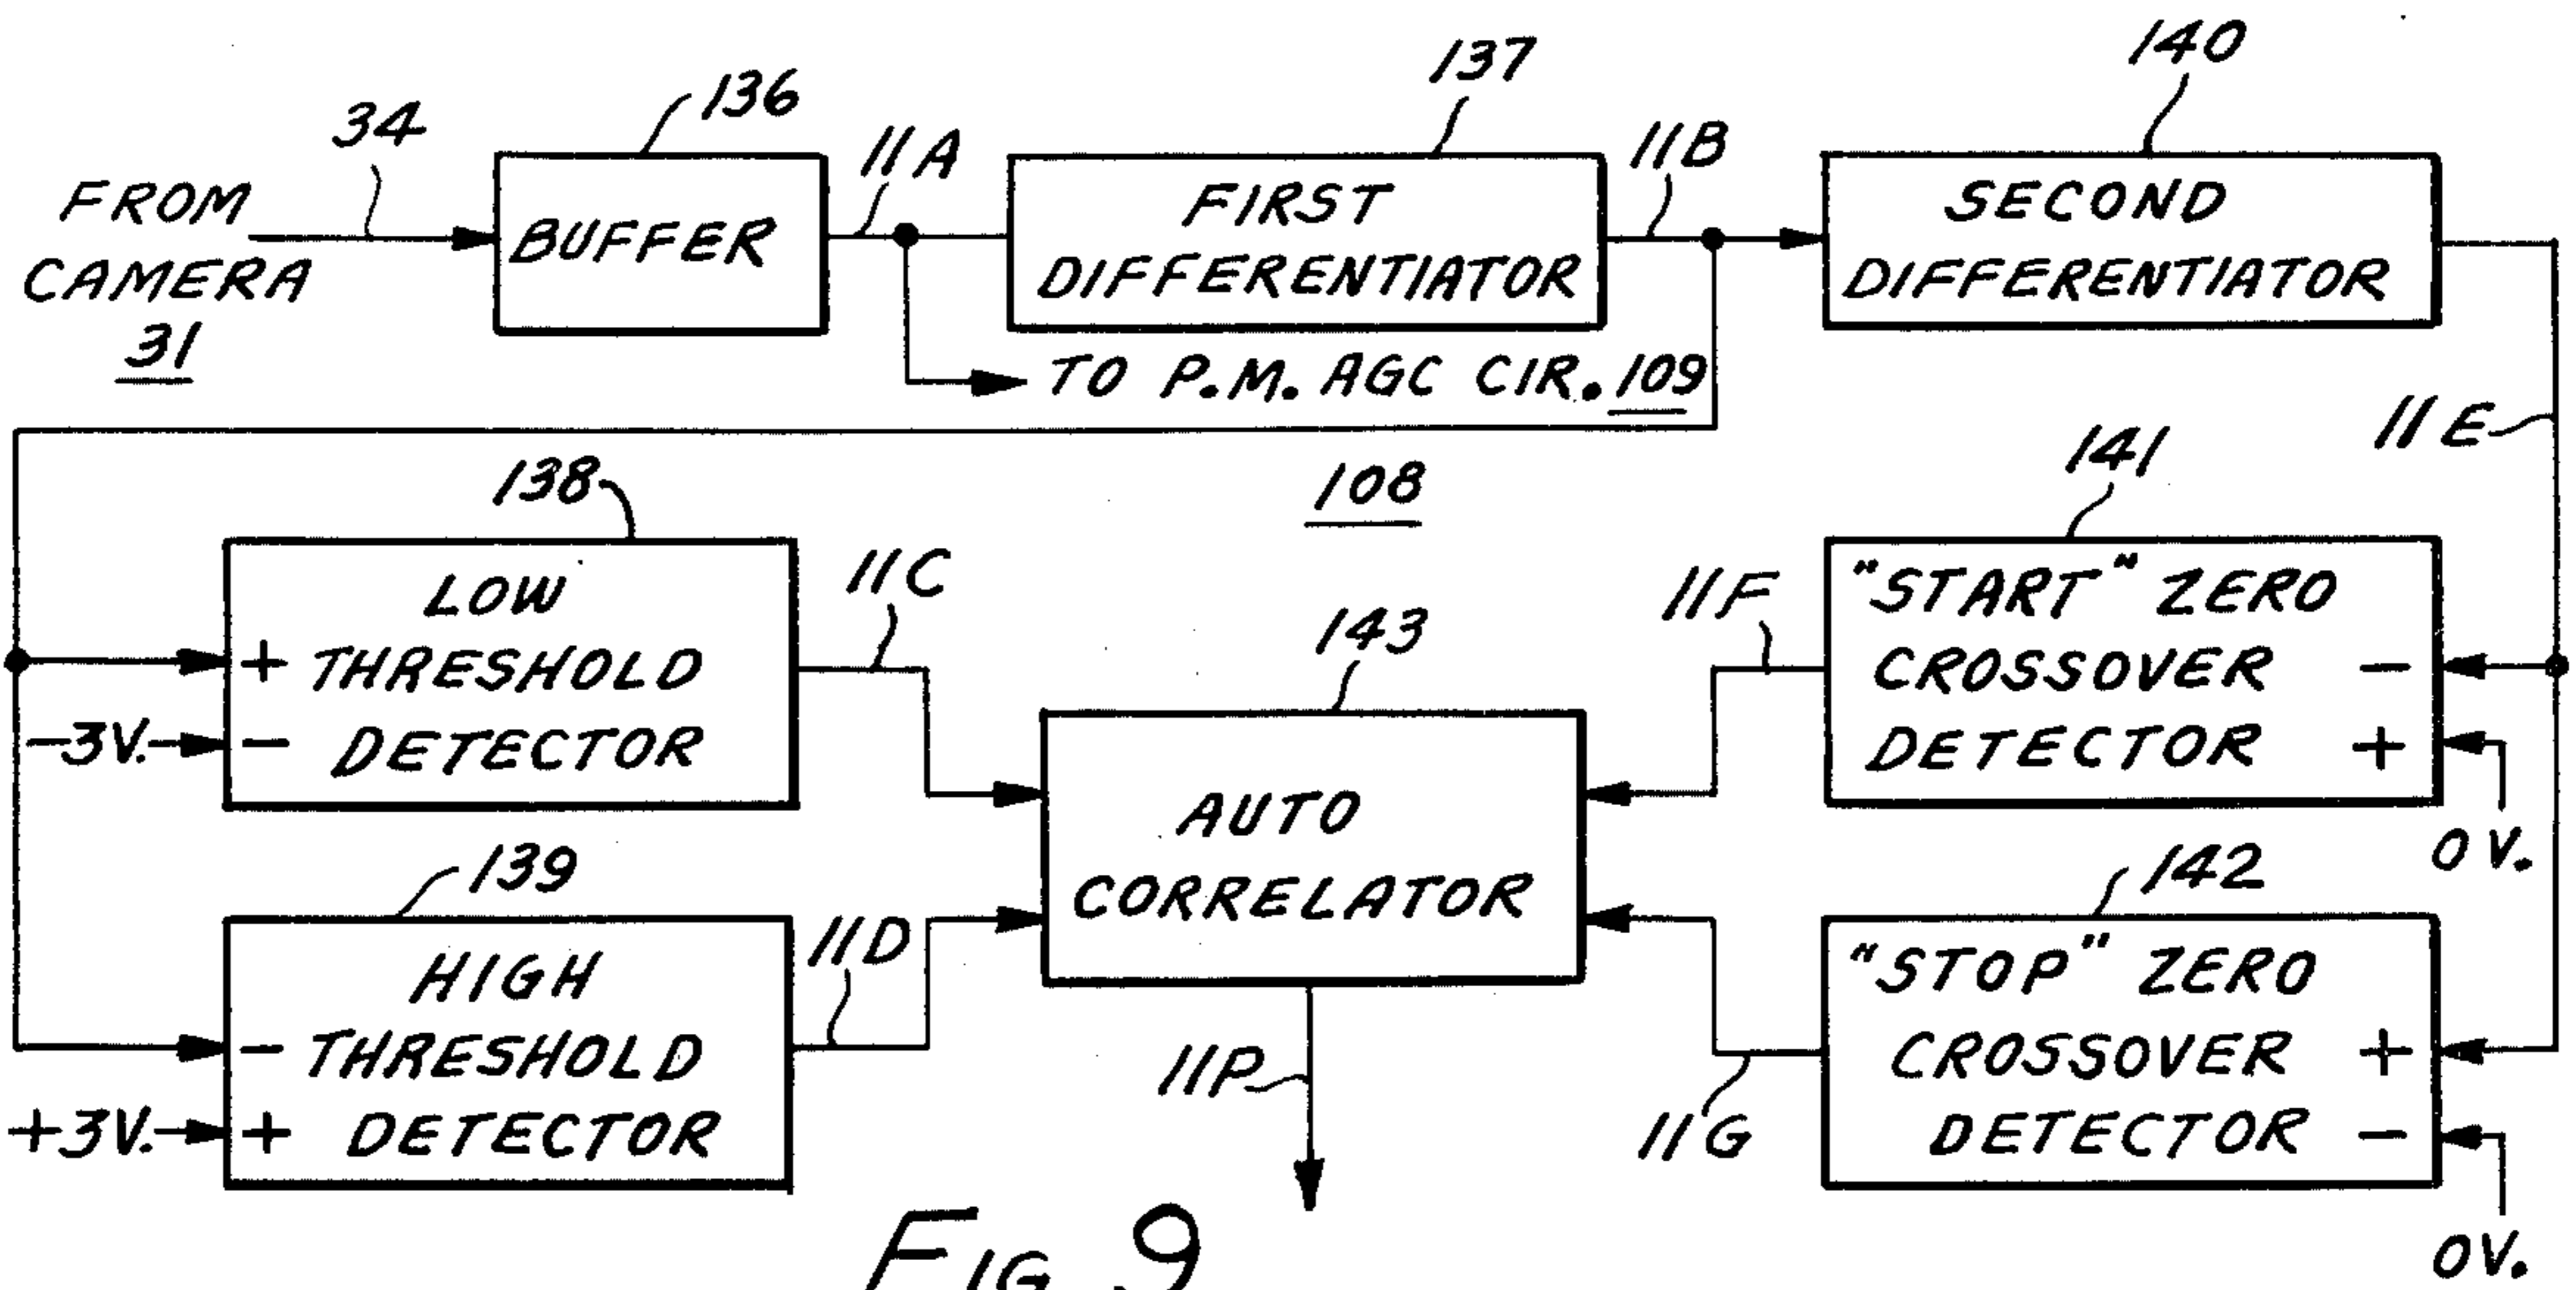 136
137
140
34
11A
11B
FROM
CAMERA
31
BUFFER
FIRST
DIFFERENTIATOR
SECOND
DIFFERENTIATOR
TO P.M. AGC CIR. 109
11E
138
108
141
LOW
+ THRESHOLD
-3V. - DETECTOR
11C
143
11F
"START" ZERO
CROSSOVER -
DETECTOR +
0V.
AUTO
CORRELATOR
139
142
HIGH
- THRESHOLD
+3V. + DETECTOR
11D
11P
11G
"STOP" ZERO
CROSSOVER +
DETECTOR -
0V.
FIG. 9